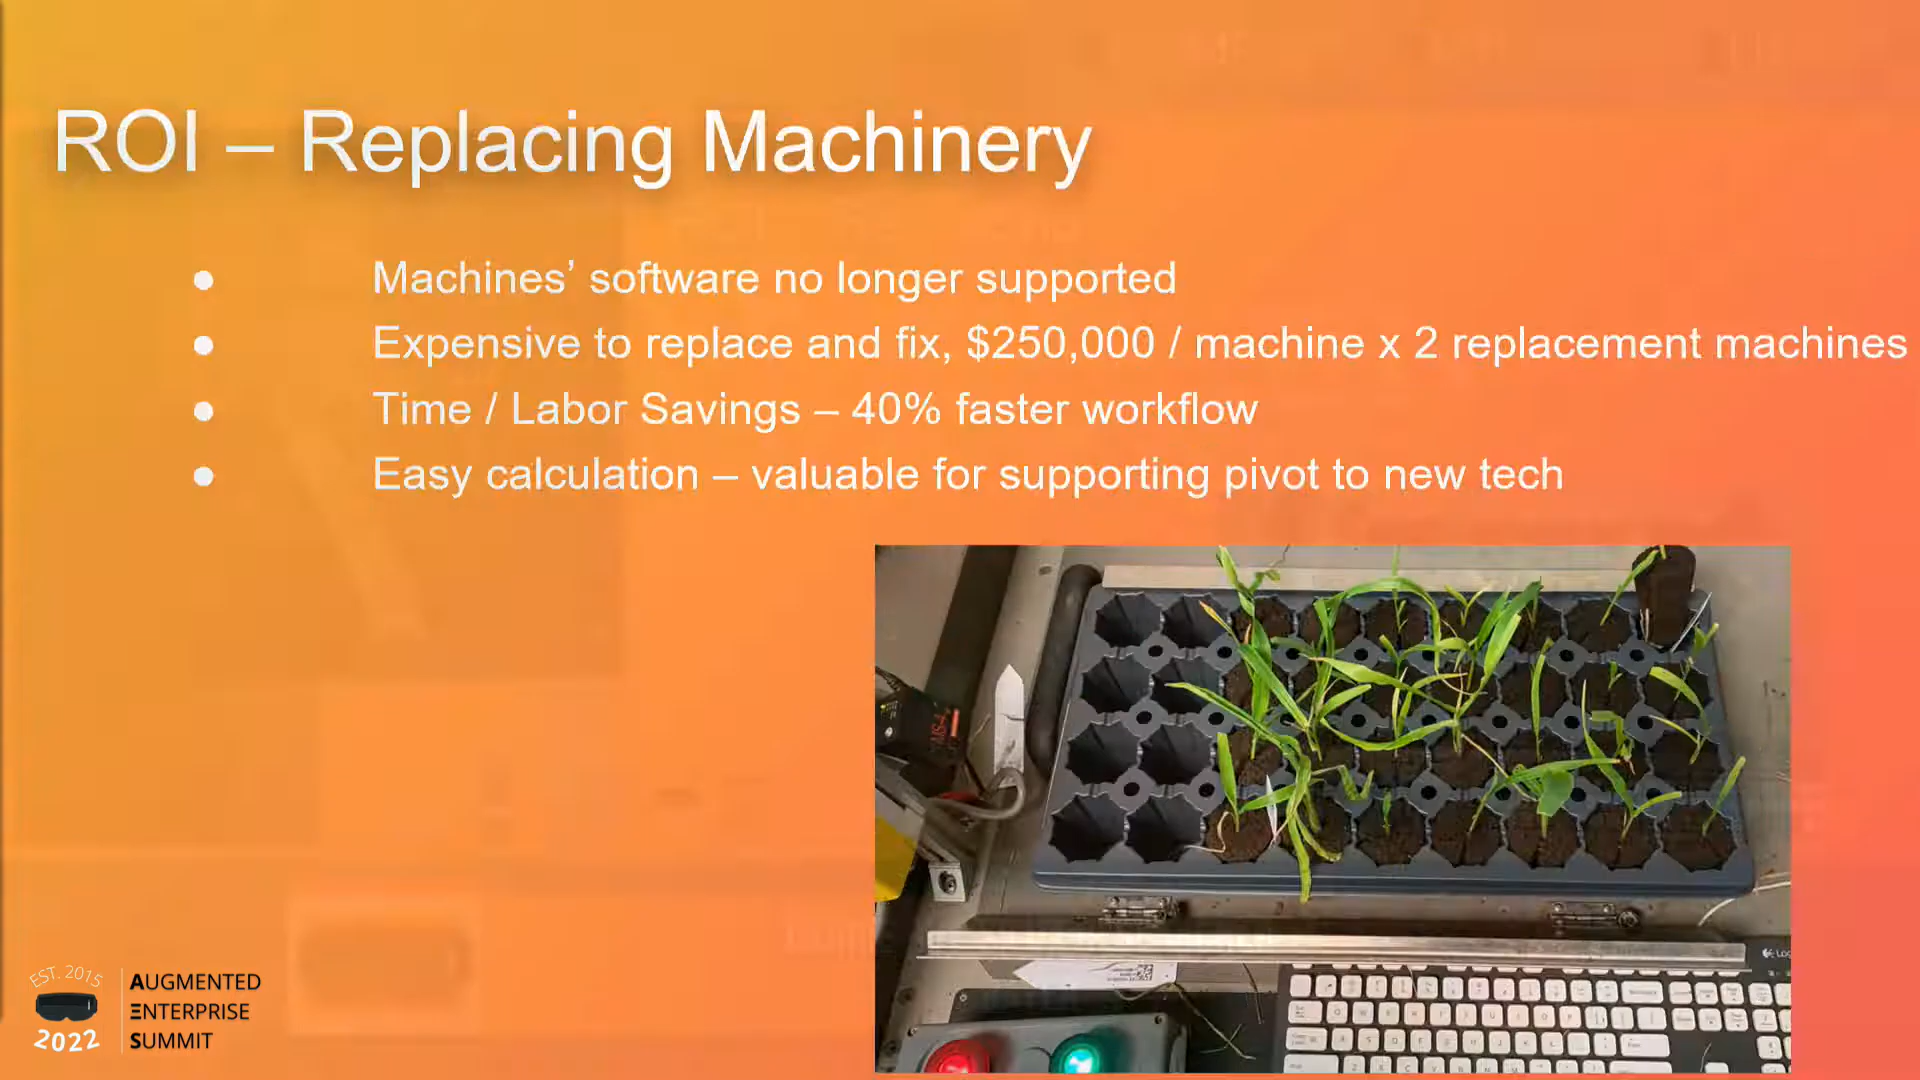 ROI – Replacing Machinery
● Machines’ software no longer supported
● Expensive to replace and fix, $250,000 / machine x 2 replacement machines
● Time / Labor Savings – 40% faster workflow
● Easy calculation – valuable for supporting pivot to new tech
EST. 2015
2022
AUGMENTED
ENTERPRISE
SUMMIT